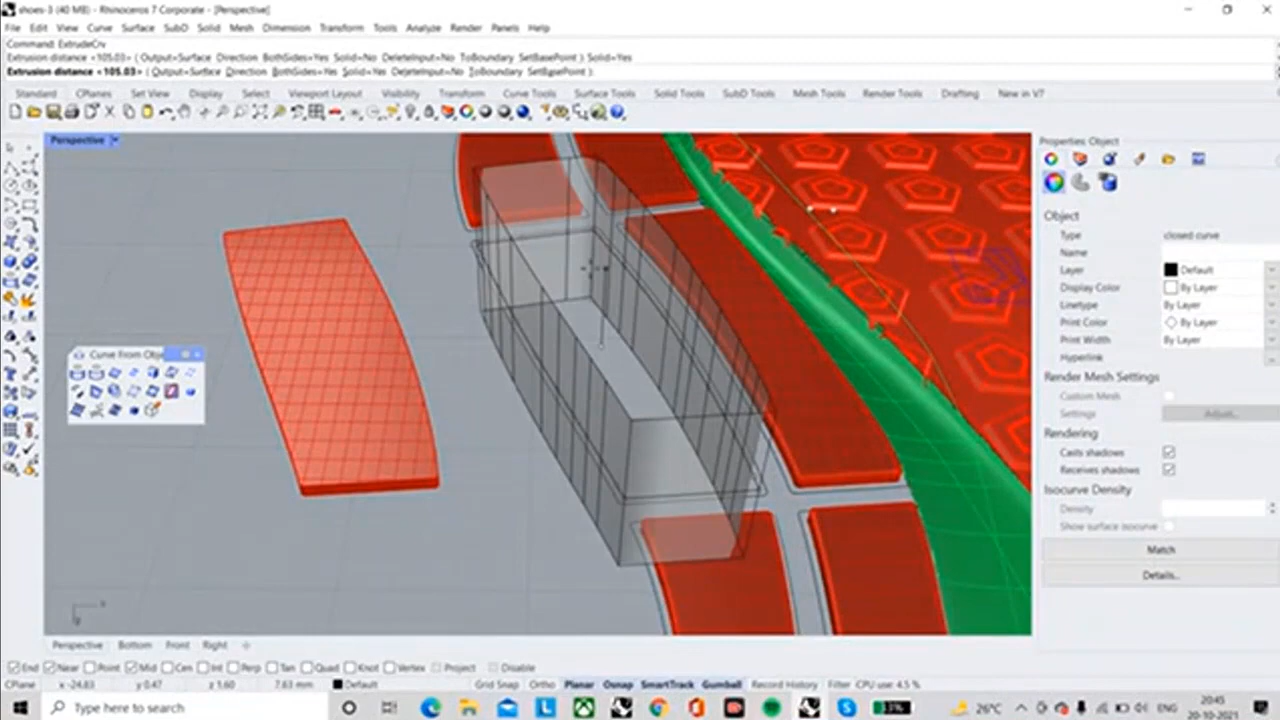 shoes-3 (40 MB) - Rhinoceros 7 Corporate - [Perspective]
File Edit View Curve Surface SubD Solid Mesh Dimension Transform Tools Analyze Render Panels Help
Command: ExtrudeCrv
Extrusion distance <105.03> ( Output=Surface Direction BothSides=Yes Solid=No DeleteInput=No ToBoundary SetBasePoint ): Solid=Yes
Extrusion distance <105.03> ( Output=Surface Direction BothSides=Yes Solid=Yes DeleteInput=No ToBoundary SetBasePoint ):
Standard CPlanes Set View Display Select Viewport Layout Visibility Transform Curve Tools Surface Tools Solid Tools SubD Tools Mesh Tools Render Tools Drafting New in V7
Perspective
Properties: Object
Object
Type closed curve
Name
Layer Default
Display Color By Layer
Linetype By Layer
Print Color By Layer
Print Width By Layer
Hyperlink
Render Mesh Settings
Custom Mesh
Settings Adjust...
Rendering
Casts shadows
Receives shadows
Isocurve Density
Density
Show surface isocurve
Match
Details...
Curve From Obje
Perspective Bottom Front Right
End Near Point Mid Cen Int Perp Tan Quad Knot Vertex Project Disable
CPlane x -24.83 y 0.47 z 1.60 7.63 mm Default Grid Snap Ortho Planar Osnap SmartTrack Gumball Record History Filter CPU use: 4.5 %
Type here to search
26°C ENG 20:45
20-10-2021